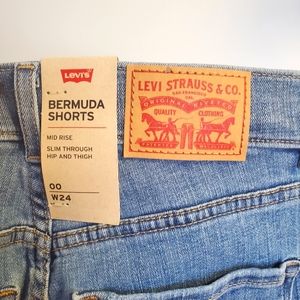 Levi's
BERMUDA
SHORTS
MID RISE
SLIM THROUGH
HIP AND THIGH
00
W24
LEVI STRAUSS & CO.
SAN FRANCISCO
CAL
ORIGINAL RIVETED
QUALITY CLOTHING